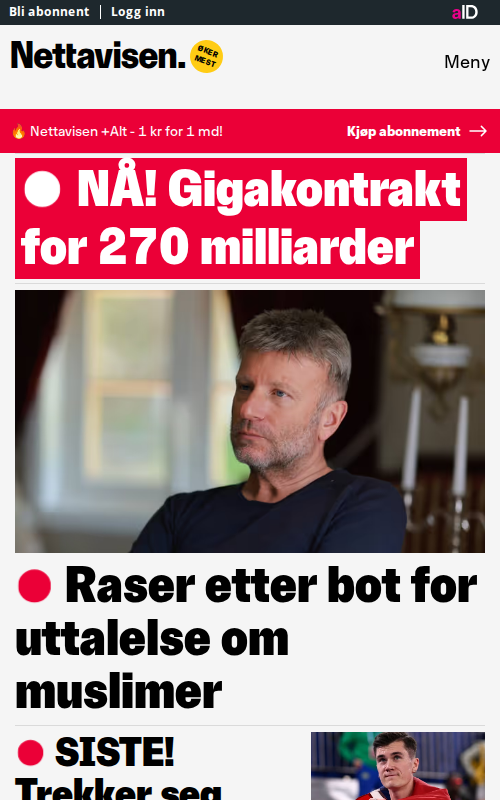 Bli abonnent | Logg inn
aID
Nettavisen.
ØKER
MEST
Meny
Nettavisen +Alt - 1 kr for 1 md!
Kjøp abonnement
NÅ! Gigakontrakt
for 270 milliarder
Raser etter bot for
uttalelse om
muslimer
SISTE!
Trekker seg